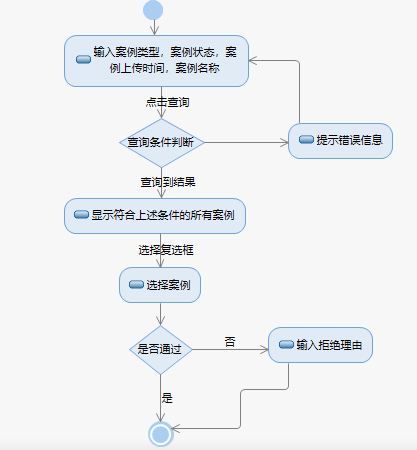 输入案例类型，案例状态，案
例上传时间，案例名称
点击查询
查询条件判断
提示错误信息
查询到结果
显示符合上述条件的所有案例
选择复选框
选择案例
是否通过
否
输入拒绝理由
是